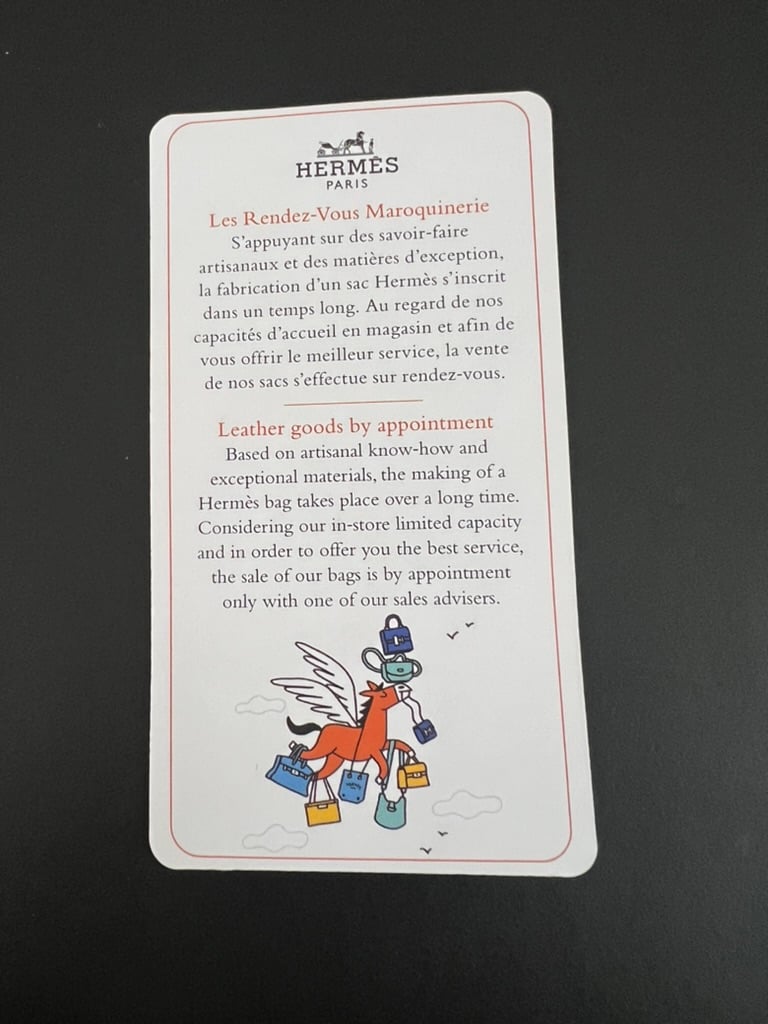 HERMÈS
PARIS
Les Rendez-Vous Maroquinerie
S'appuyant sur des savoir-faire
artisanaux et des matières d'exception,
la fabrication d'un sac Hermès s'inscrit
dans un temps long. Au regard de nos
capacités d'accueil en magasin et afin de
vous offrir le meilleur service, la vente
de nos sacs s'effectue sur rendez-vous.
Leather goods by appointment
Based on artisanal know-how and
exceptional materials, the making of a
Hermès bag takes place over a long time.
Considering our in-store limited capacity
and in order to offer you the best service,
the sale of our bags is by appointment
only with one of our sales advisers.